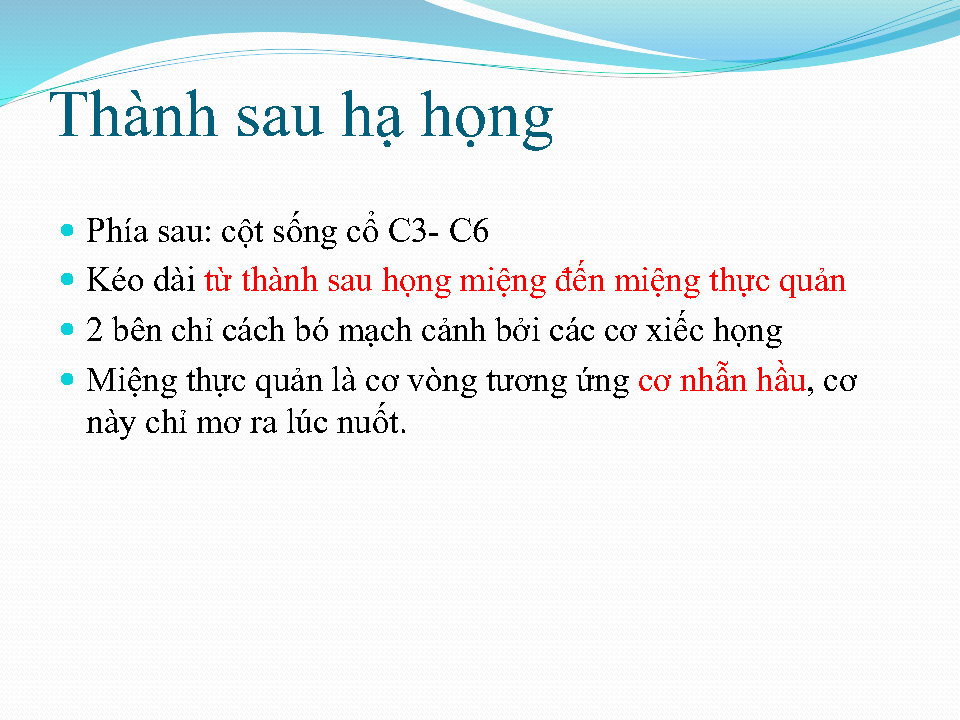 Thành sau hạ họng
Phía sau: cột sống cổ C3- C6
Kéo dài từ thành sau họng miệng đến miệng thực quản
2 bên chỉ cách bó mạch cảnh bởi các cơ xiếc họng
Miệng thực quản là cơ vòng tương ứng cơ nhẫn hầu, cơ
này chỉ mơ ra lúc nuốt.